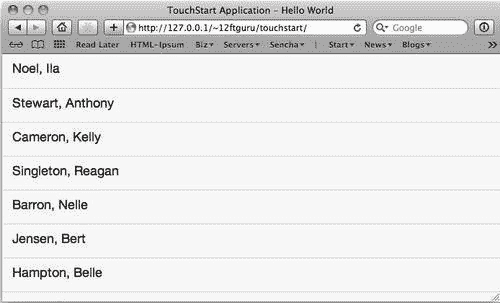 TouchStart Application – Hello World
http://127.0.0.1/~12ftguru/touchstart/
Google
Read Later HTML-Ipsum Biz Servers Sencha Start News Blogs
Noel, Ila
Stewart, Anthony
Cameron, Kelly
Singleton, Reagan
Barron, Nelle
Jensen, Bert
Hampton, Belle